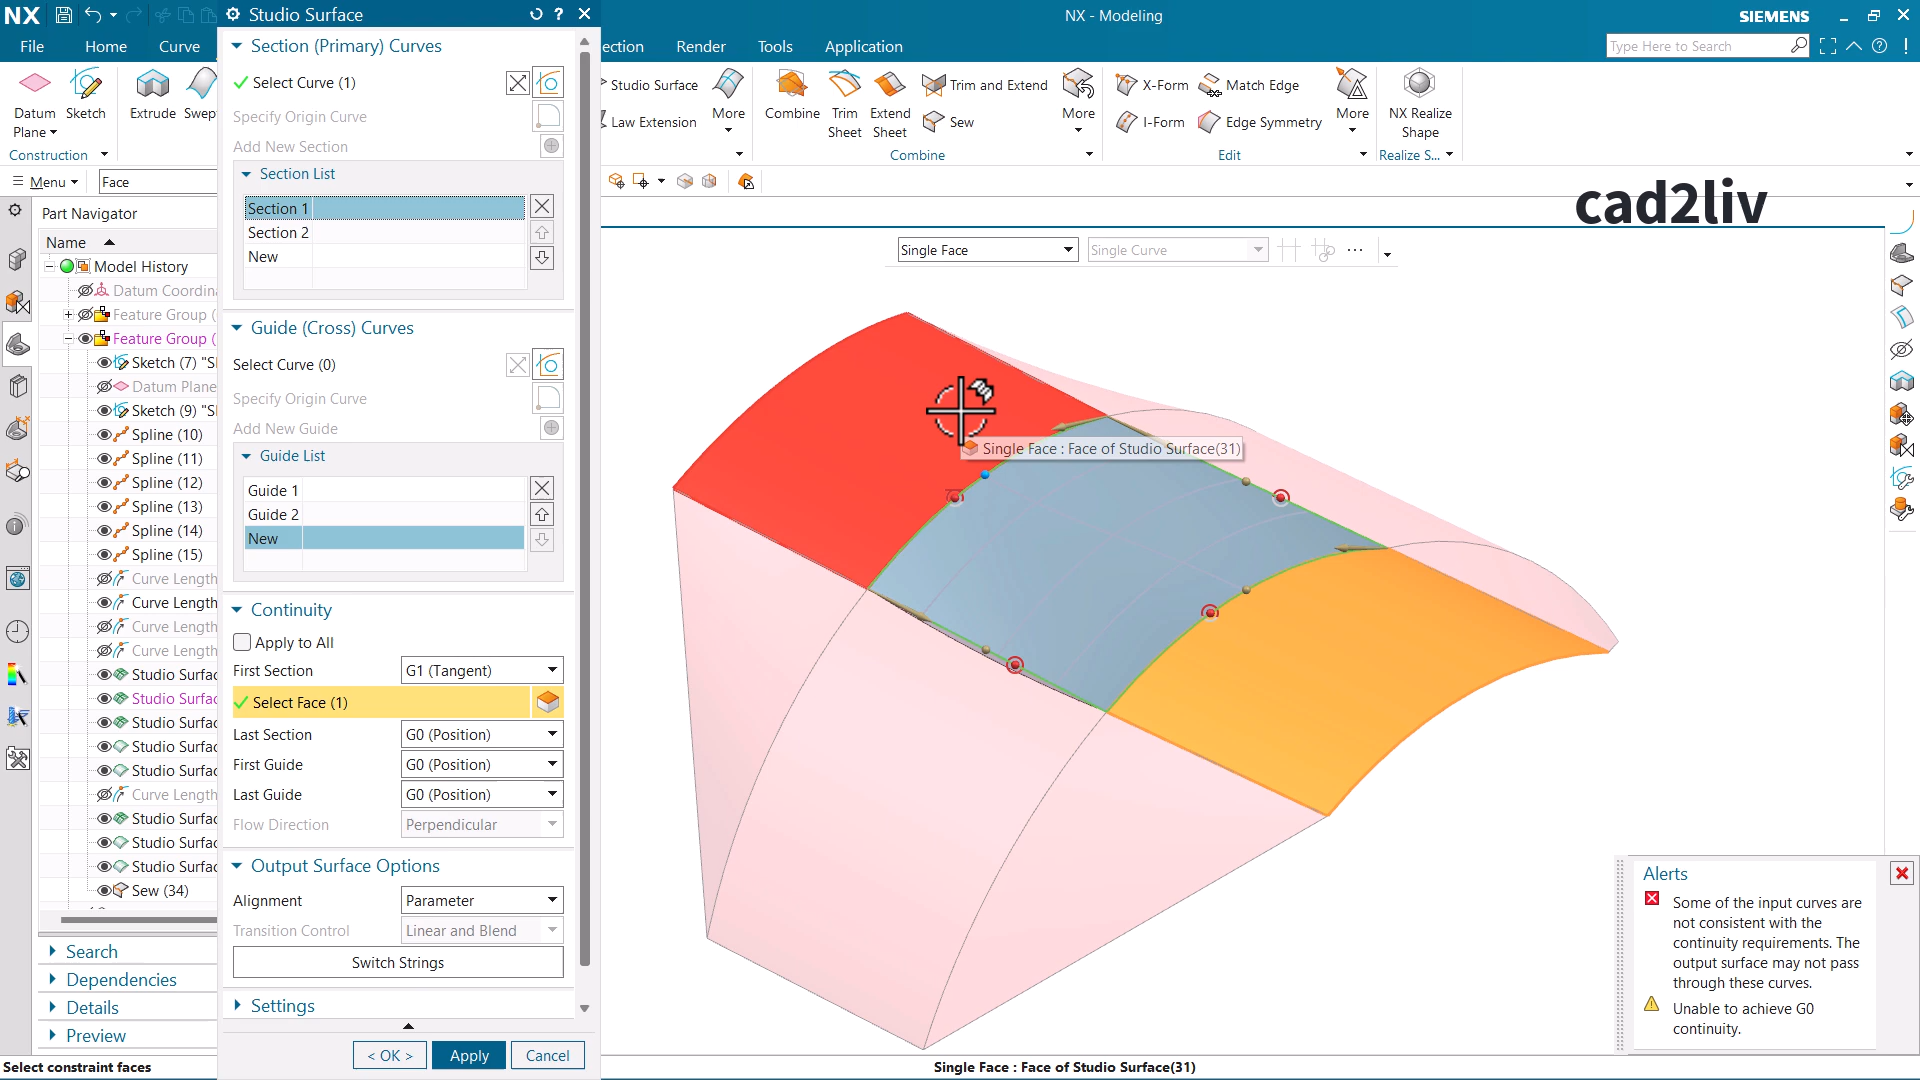 NX
Studio Surface
NX - Modeling
SIEMENS
File
Home
Curve
ection
Render
Tools
Application
Type Here to Search
Datum
Plane
Sketch
Extrude
Swep
Construction
Studio Surface
Law Extension
More
Combine
Trim
Sheet
Extend
Sheet
Trim and Extend
Sew
More
Combine
X-Form
I-Form
Match Edge
Edge Symmetry
More
Edit
NX Realize
Shape
Realize S...
Menu
Face
cad2liv
Single Face
Single Curve
Part Navigator
Name
Model History
Datum Coordina
Feature Group (
Feature Group (
Sketch (7) "S
Datum Plane
Sketch (9) "S
Spline (10)
Spline (11)
Spline (12)
Spline (13)
Spline (14)
Spline (15)
Curve Length
Curve Length
Curve Length
Curve Length
Studio Surfac
Studio Surfac
Studio Surfac
Studio Surfac
Studio Surfac
Curve Length
Studio Surfac
Studio Surfac
Studio Surfac
Sew (34)
Search
Dependencies
Details
Preview
Section (Primary) Curves
Select Curve (1)
Specify Origin Curve
Add New Section
Section List
Section 1
Section 2
New
Guide (Cross) Curves
Select Curve (0)
Specify Origin Curve
Add New Guide
Guide List
Guide 1
Guide 2
New
Continuity
Apply to All
First Section G1 (Tangent)
Select Face (1)
Last Section G0 (Position)
First Guide G0 (Position)
Last Guide G0 (Position)
Flow Direction Perpendicular
Output Surface Options
Alignment Parameter
Transition Control Linear and Blend
Switch Strings
Settings
< OK > Apply Cancel
Single Face : Face of Studio Surface(31)
Alerts
Some of the input curves are
not consistent with the
continuity requirements. The
output surface may not pass
through these curves.
Unable to achieve G0
continuity.
Select constraint faces
Single Face : Face of Studio Surface(31)